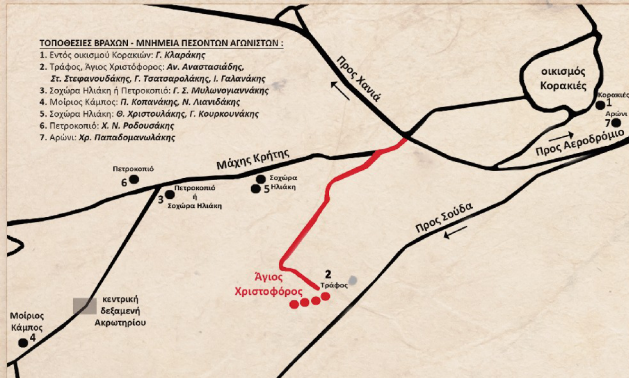 ΤΟΠΟΘΕΣΙΕΣ ΒΡΑΧΩΝ - ΜΝΗΜΕΙΑ ΠΕΣΟΝΤΩΝ ΑΓΩΝΙΣΤΩΝ :
1. Εντός οικισμού Κορακιών: Γ. Κλαράκης
2. Τράφος, Άγιος Χριστόφορος: Αν. Αναστασιάδης,
Στ. Στεφανουδάκης, Γ. Τσατσαρολάκης, Ι. Γαλανάκης
3. Σοχώρα Ηλιάκη ή Πετροκοπιό: Γ. Σ. Μυλωνογιαννάκης
4. Μοίριος Κάμπος: Π. Κοπανάκης, Ν. Λιανιδάκης
5. Σοχώρα Ηλιάκη: Θ. Χριστουλάκης, Γ. Κουρκουνάκης
6. Πετροκοπιό: Χ. Ν. Ροδουσάκης
7. Αρώνι: Χρ. Παπαδομανωλάκης
Προς Χανιά
οικισμός
Κορακιές
Κορακιές
1
Αρώνι
7
Προς Αεροδρόμιο
Μάχης Κρήτης
Πετροκοπιό
6
3
Πετροκοπιό
ή
Σοχώρα Ηλιάκη
5
Σοχώρα
Ηλιάκη
Προς Σούδα
Άγιος
Χριστοφόρος
2
Τράφος
κεντρική
δεξαμενή
Ακρωτηρίου
Μοίριος
Κάμπος
4